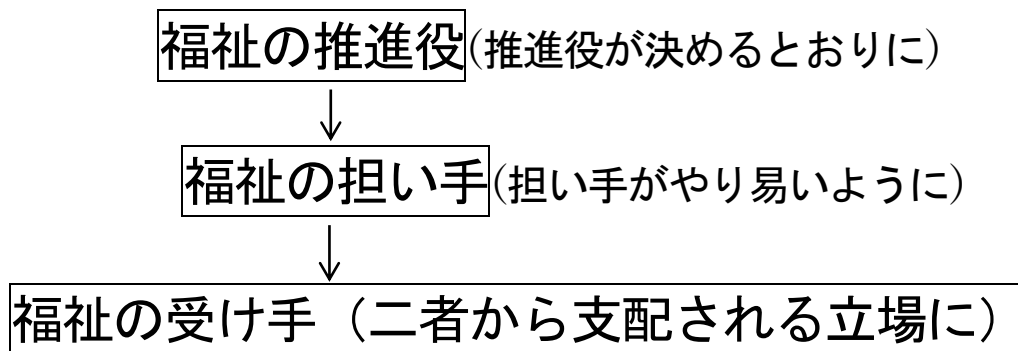 福祉の推進役(推進役が決めるとおりに)
↓
福祉の担い手(担い手がやり易いように)
↓
福祉の受け手（二者から支配される立場に）